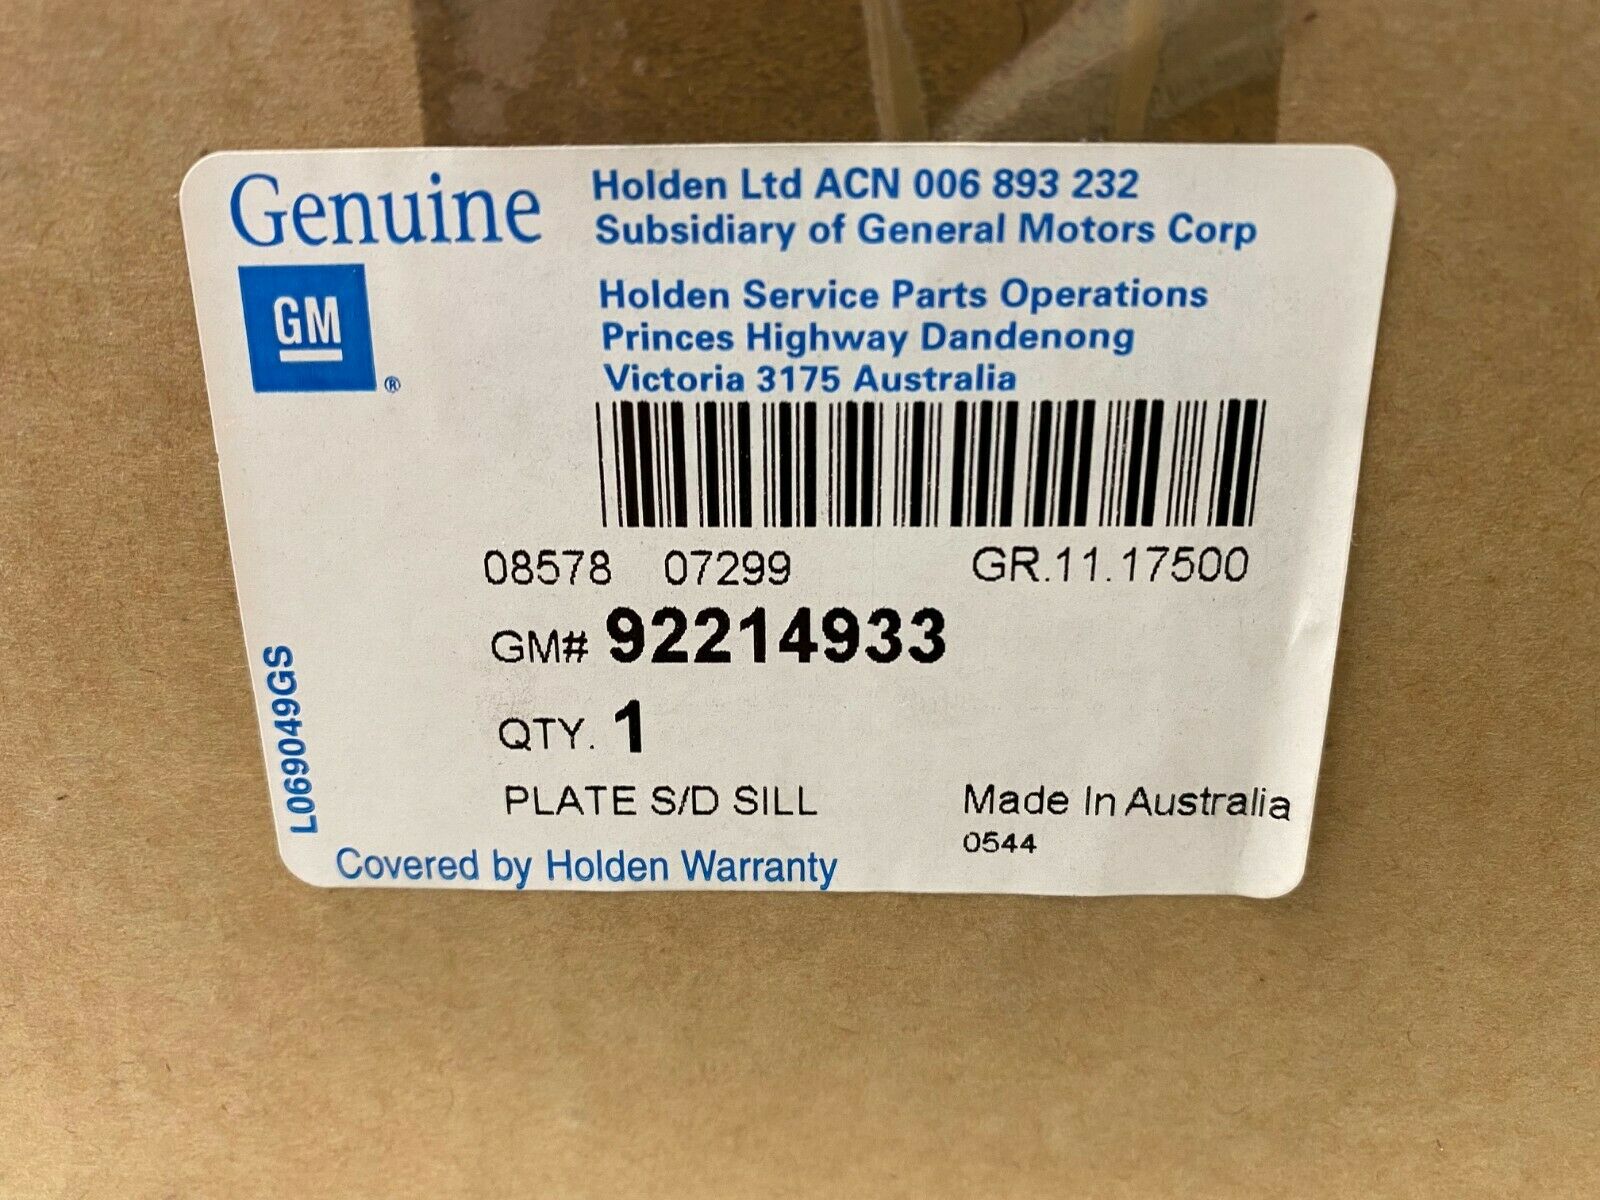 Genuine
GM
®
Holden Ltd ACN 006 893 232
Subsidiary of General Motors Corp
Holden Service Parts Operations
Princes Highway Dandenong
Victoria 3175 Australia
08578 07299 GR.11.17500
GM# 92214933
QTY. 1
PLATE S/D SILL Made In Australia
0544
Covered by Holden Warranty
L069049GS